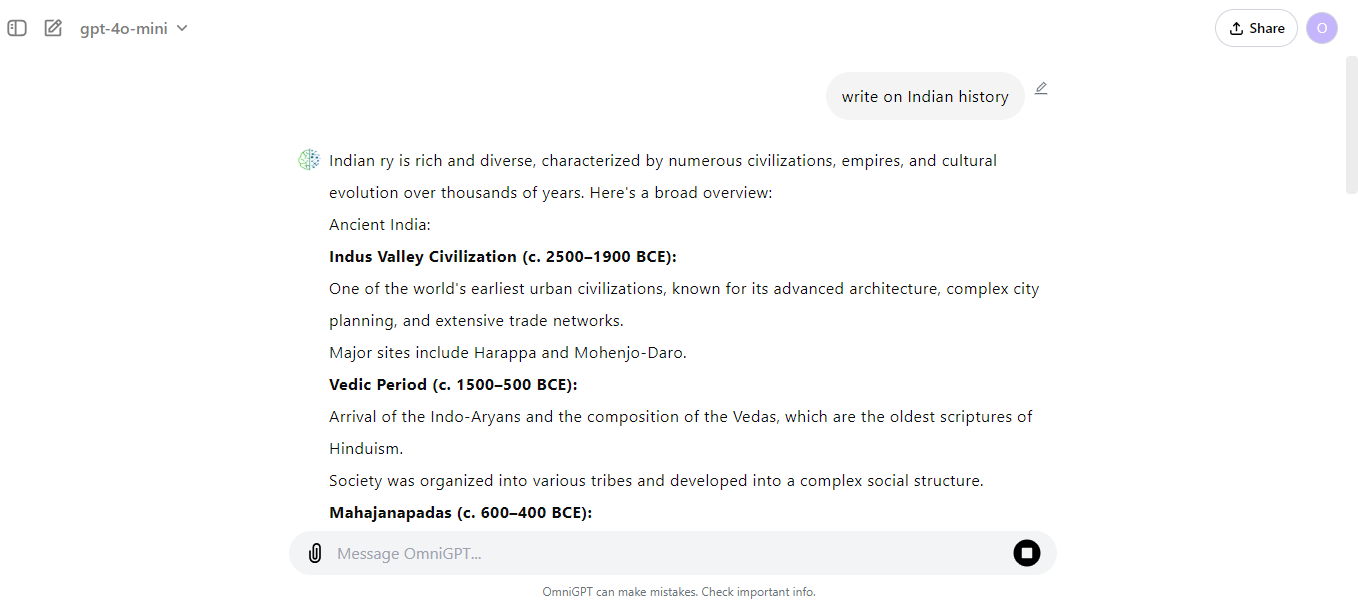 gpt-4o-mini
Share
O
write on Indian history
Indian ry is rich and diverse, characterized by numerous civilizations, empires, and cultural
evolution over thousands of years. Here's a broad overview:
Ancient India:
Indus Valley Civilization (c. 2500–1900 BCE):
One of the world's earliest urban civilizations, known for its advanced architecture, complex city
planning, and extensive trade networks.
Major sites include Harappa and Mohenjo-Daro.
Vedic Period (c. 1500–500 BCE):
Arrival of the Indo-Aryans and the composition of the Vedas, which are the oldest scriptures of
Hinduism.
Society was organized into various tribes and developed into a complex social structure.
Mahajanapadas (c. 600–400 BCE):
Message OmniGPT...
OmniGPT can make mistakes. Check important info.